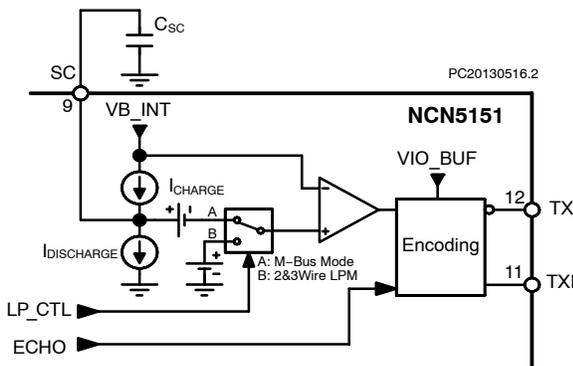 CSC
SC
PC20130516.2
9
VB_INT
NCN5151
VIO_BUF
ICHARGE
12
TX
+
-
A
-
+
B
IDISCHARGE
+
-
A: M-Bus Mode
B: 2&3Wire LPM
Encoding
11
LP_CTL
ECHO